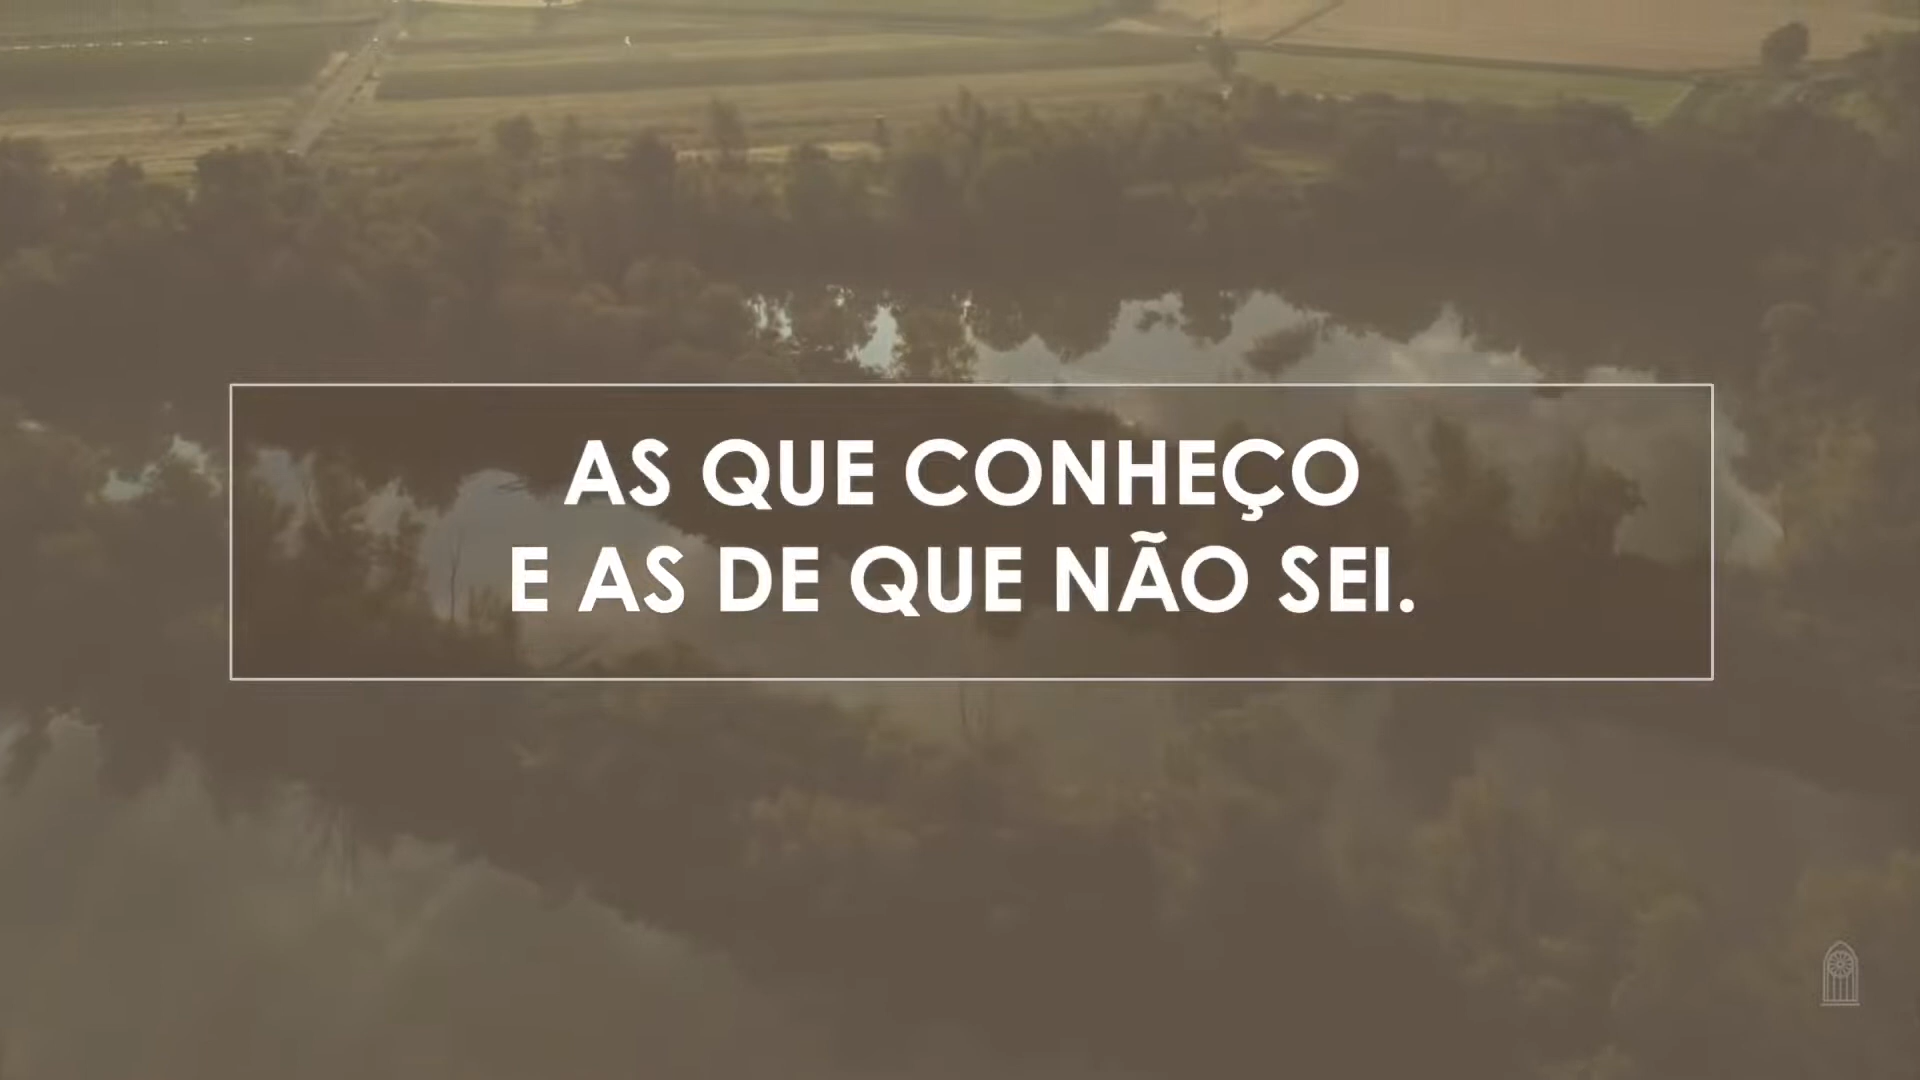 AS QUE CONHEÇO
E AS DE QUE NÃO SEI.